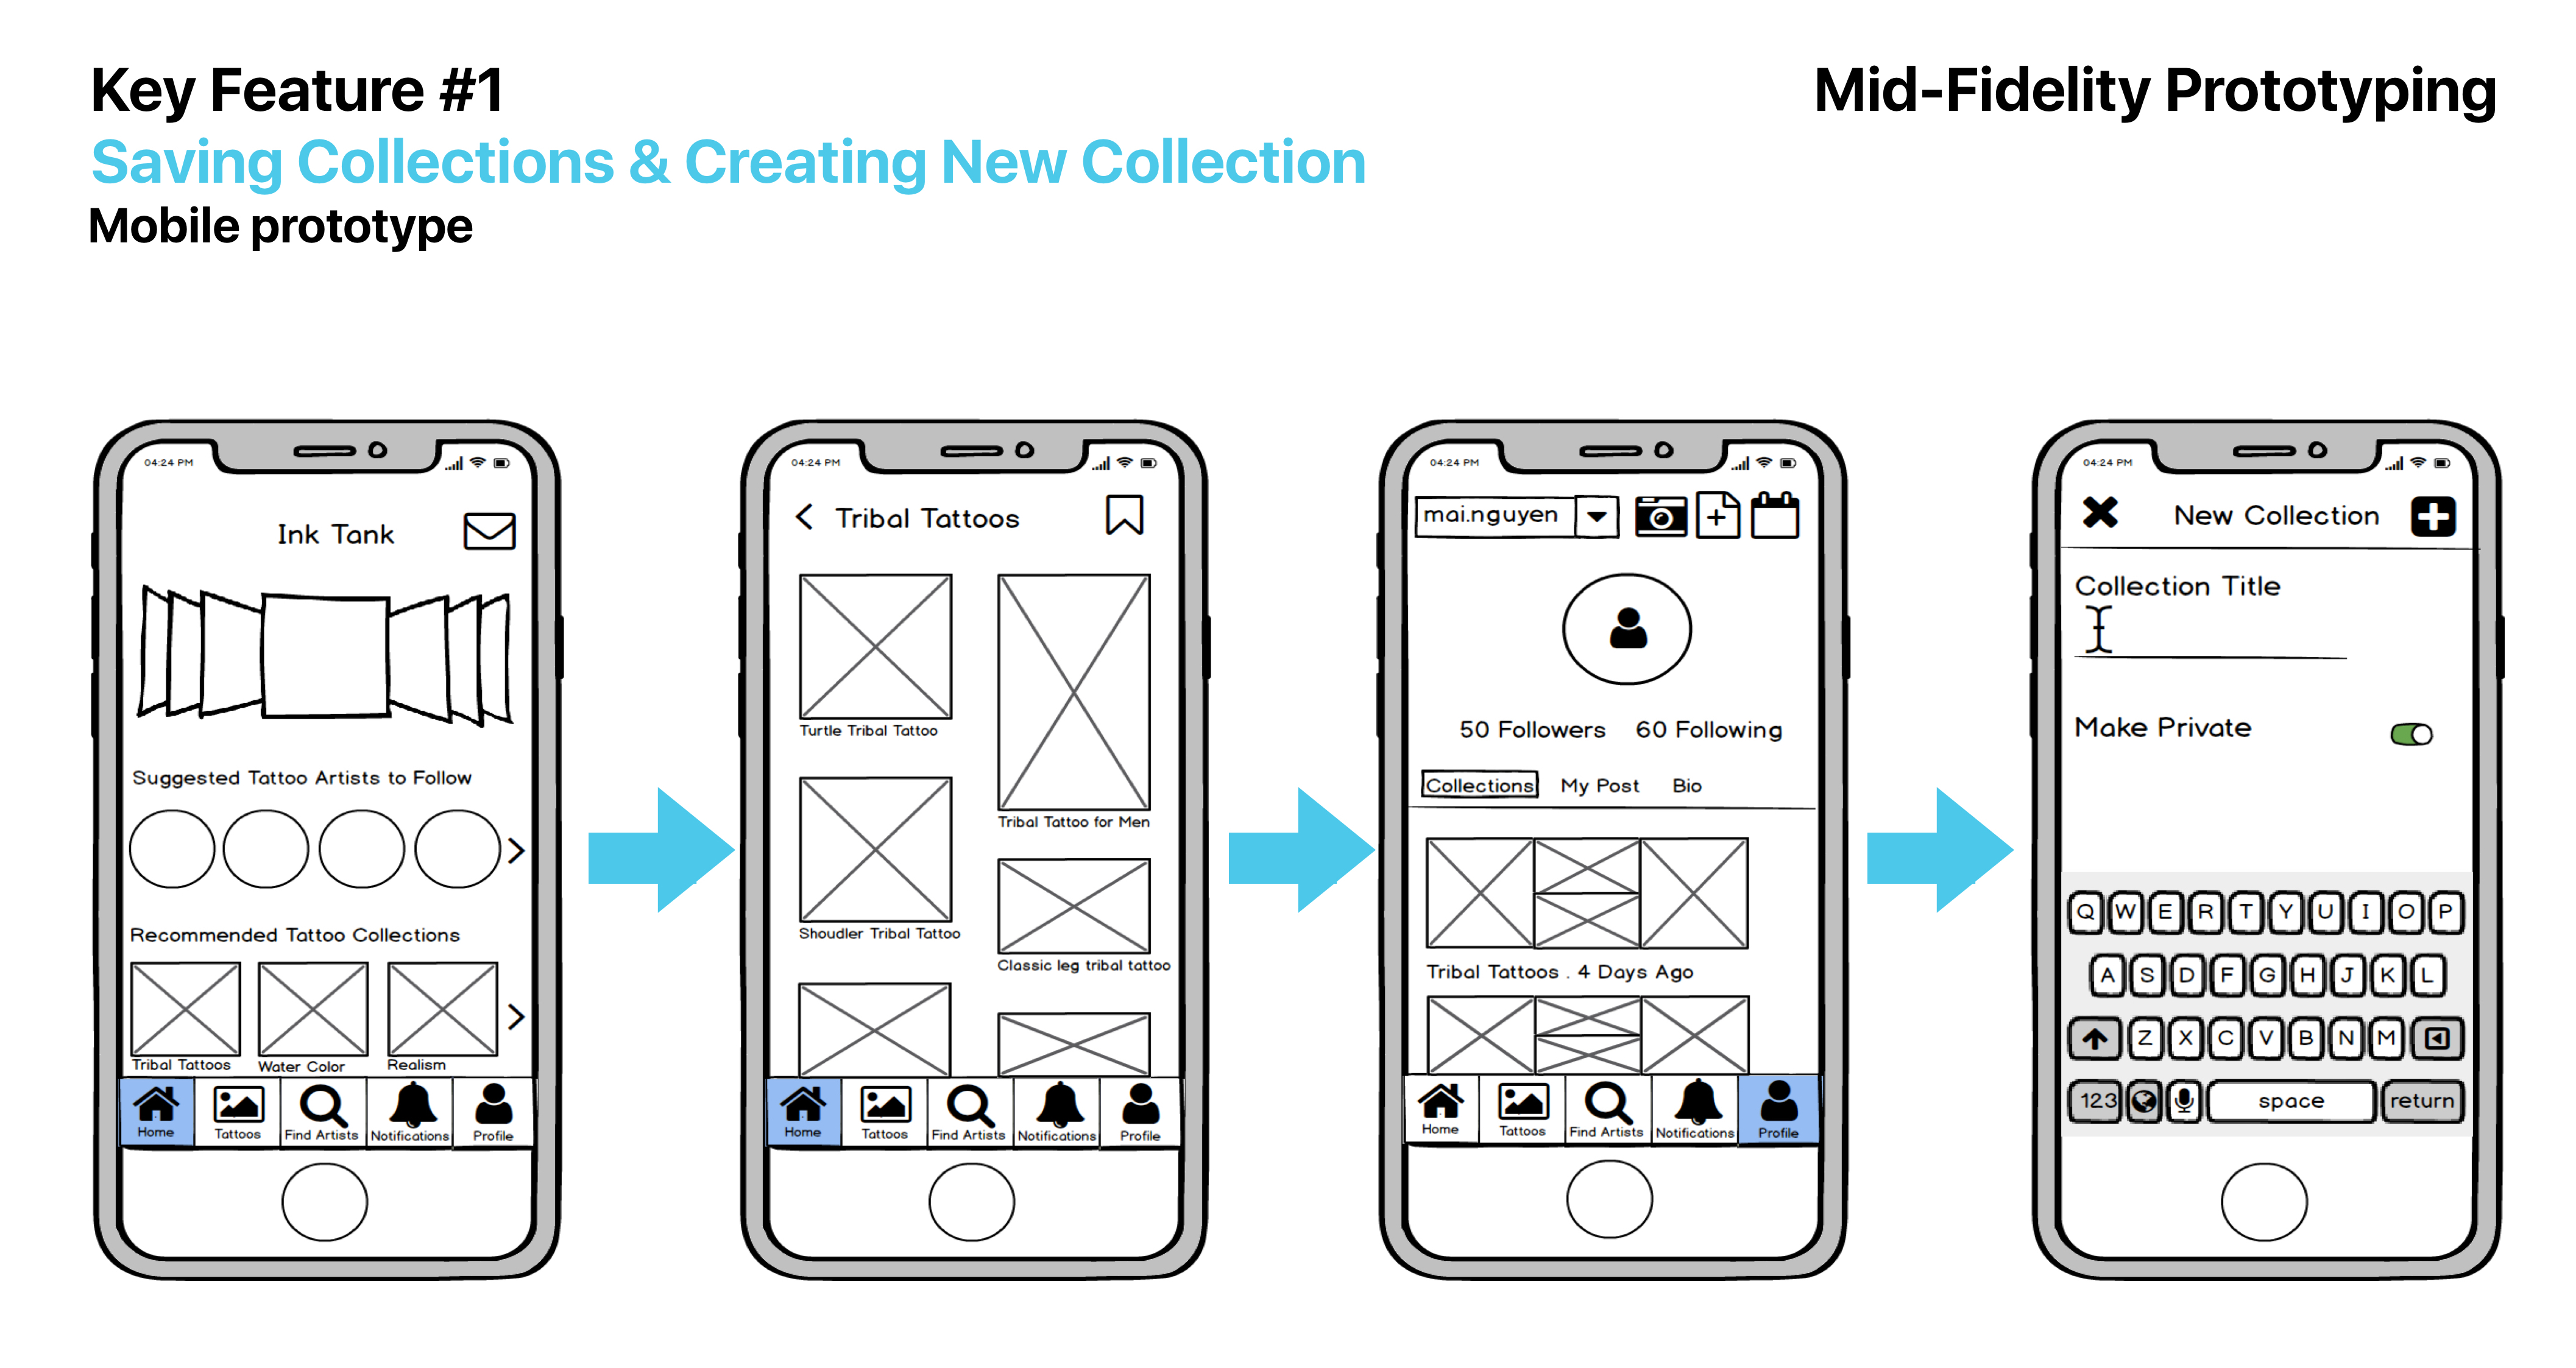 Key Feature #1
Mid-Fidelity Prototyping
Saving Collections & Creating New Collection
Mobile prototype
04:24 PM
Ink Tank
Suggested Tattoo Artists to Follow
Recommended Tattoo Collections
Tribal Tattoos Water Color Realism
Home Tattoos Find Artists Notifications Profile
04:24 PM
Tribal Tattoos
Turtle Tribal Tattoo
Tribal Tattoo for Men
Shoudler Tribal Tattoo
Classic leg tribal tattoo
Home Tattoos Find Artists Notifications Profile
04:24 PM
mai.nguyen
50 Followers 60 Following
Collections My Post Bio
Tribal Tattoos . 4 Days Ago
Home Tattoos Find Artists Notifications Profile
04:24 PM
New Collection
Collection Title
Make Private
Q W E R T Y U I O P
A S D F G H J K L
Z X C V B N M
123 space return